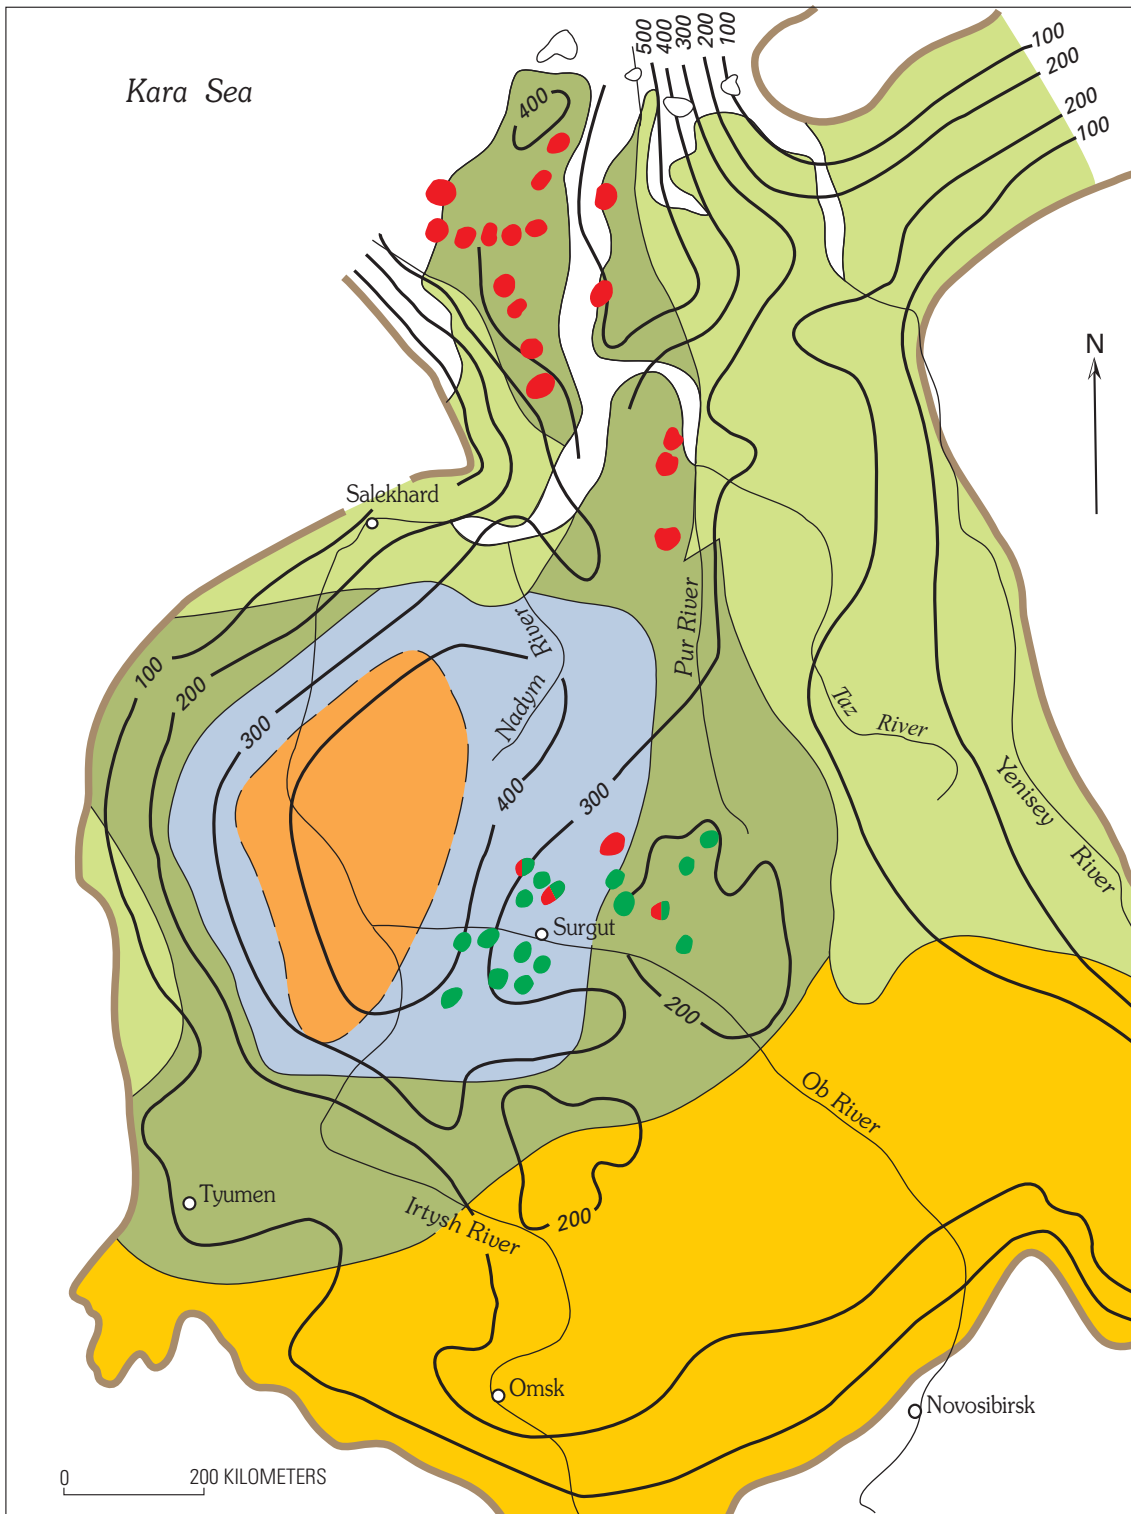 500
400
300
200
100
100
200
200
100
Kara Sea
400
N
Salekhard
Nadym River
Pur River
100
200
300
Taz River
Yenisey River
400
300
Surgut
200
Ob River
Tyumen
Irtysh River
200
Omsk
Novosibirsk
0 200 KILOMETERS